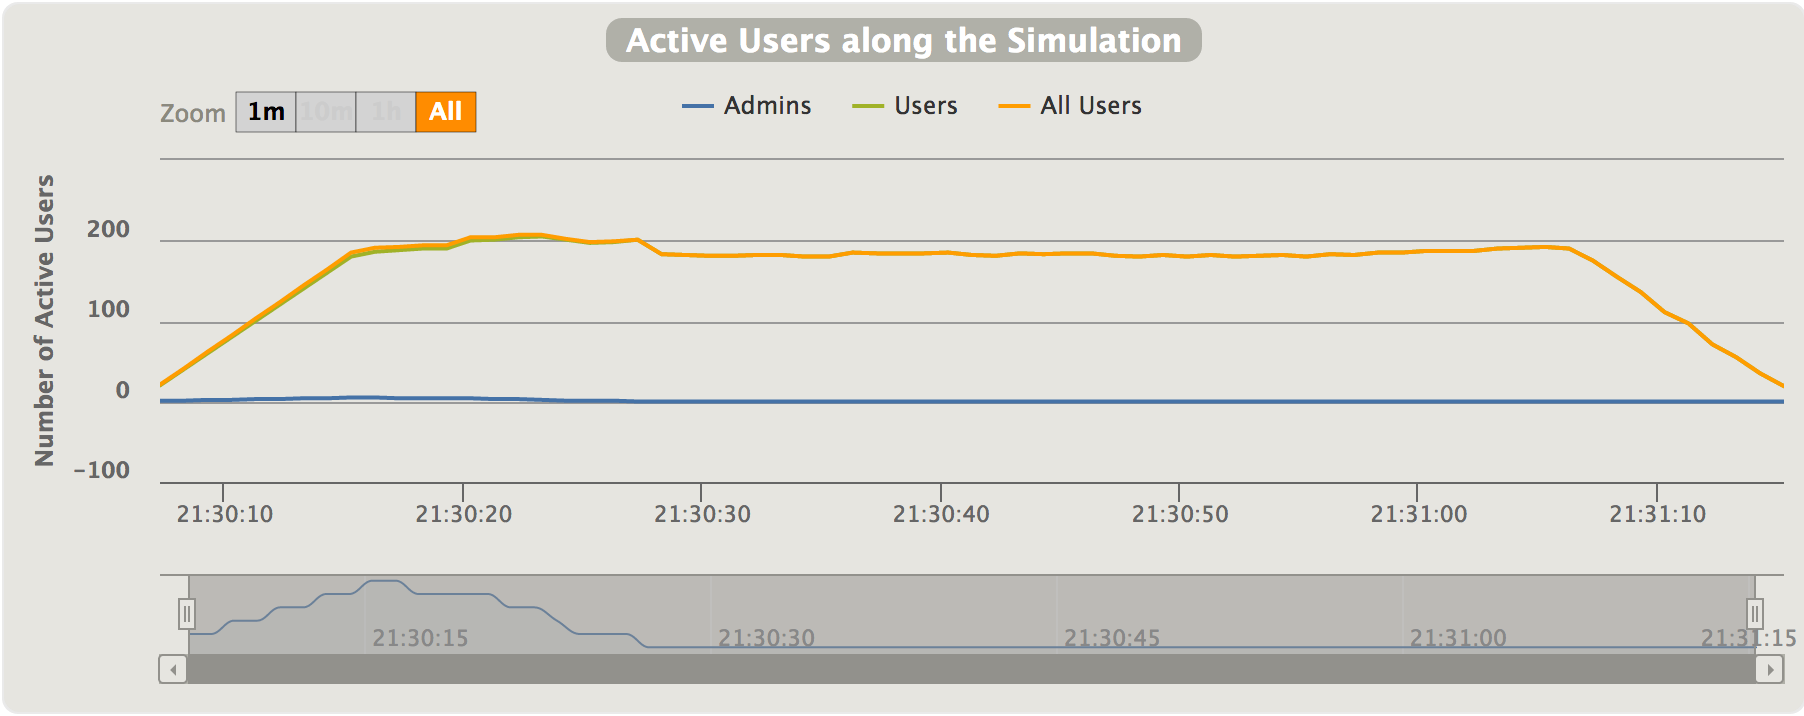 Active Users along the Simulation
Zoom 1m 10m 1h All
Admins Users All Users
Number of Active Users
200
100
0
-100
21:30:10 21:30:20 21:30:30 21:30:40 21:30:50 21:31:00 21:31:10
21:30:15 21:30:30 21:30:45 21:31:00 21:31:15